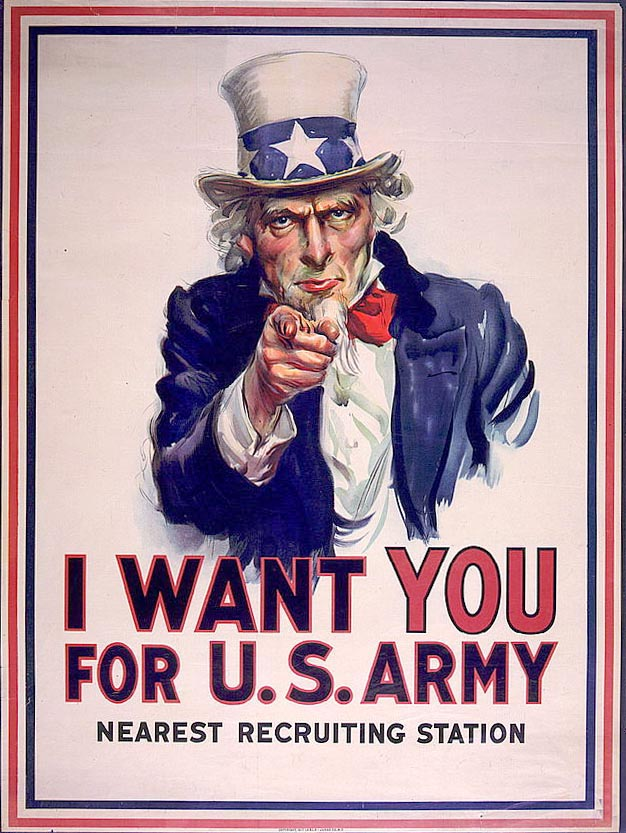 I WANT YOU
FOR U.S. ARMY
NEAREST RECRUITING STATION